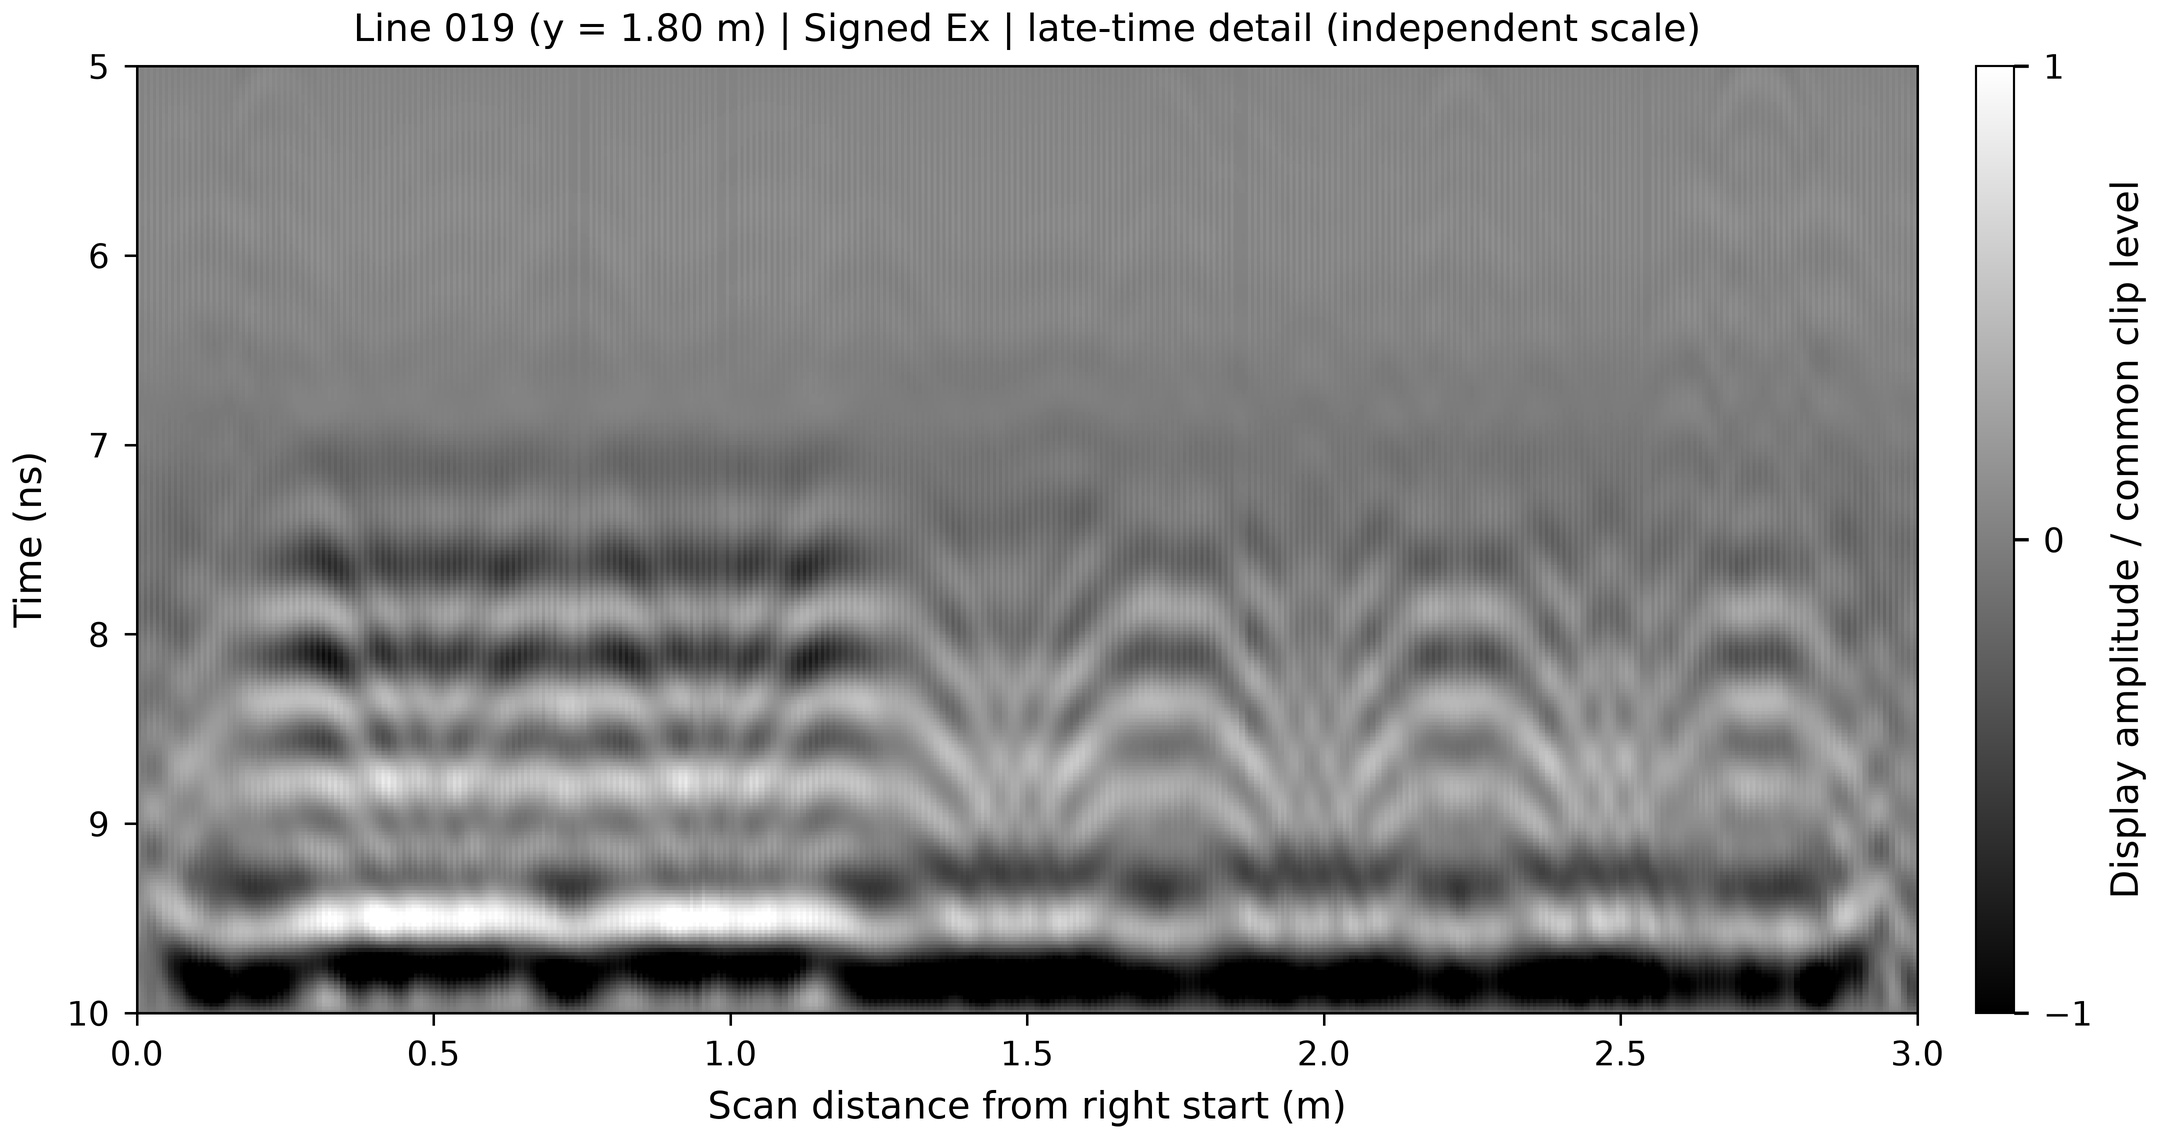 Line 019 (y = 1.80 m) | Signed Ex | late-time detail (independent scale)
5
6
7
8
9
10
Time (ns)
0.0 0.5 1.0 1.5 2.0 2.5 3.0
Scan distance from right start (m)
1
0
−1
Display amplitude / common clip level